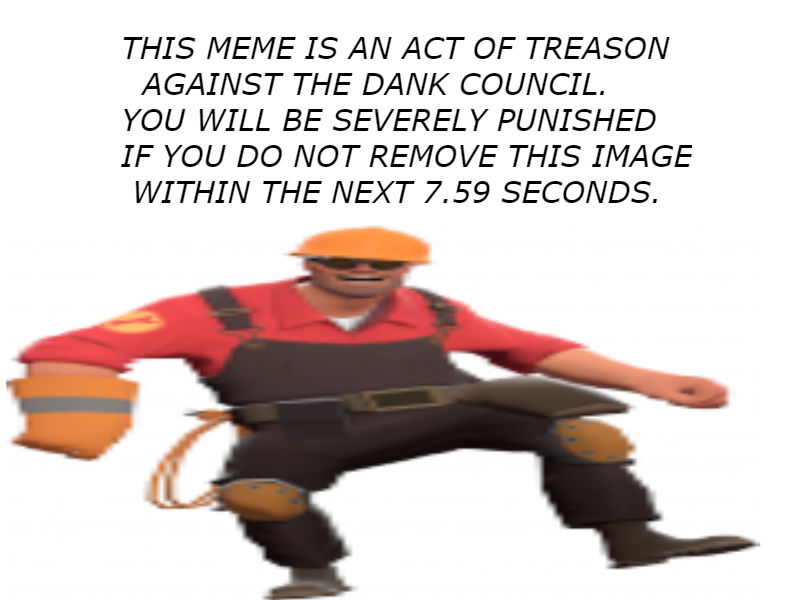 THIS MEME IS AN ACT OF TREASON
AGAINST THE DANK COUNCIL.
YOU WILL BE SEVERELY PUNISHED
IF YOU DO NOT REMOVE THIS IMAGE
WITHIN THE NEXT 7.59 SECONDS.